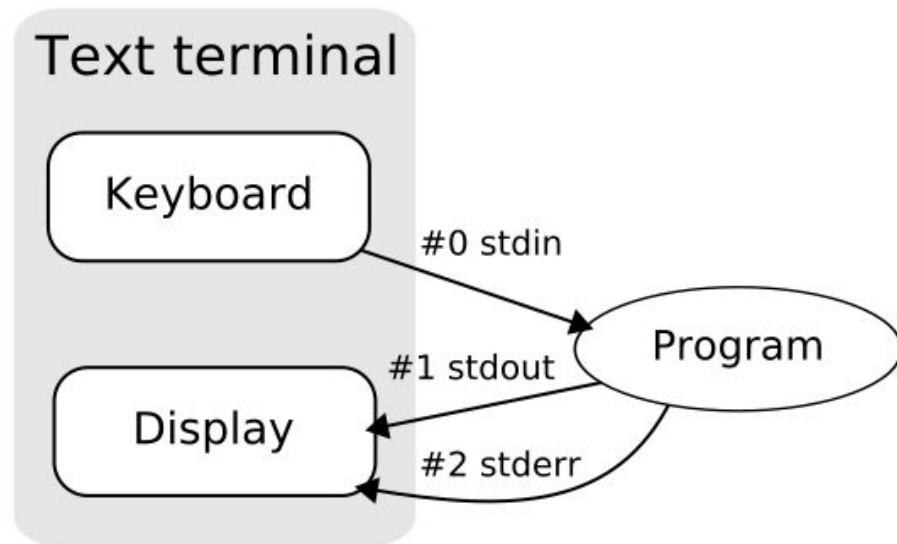 Text terminal
Keyboard
#0 stdin
Program
#1 stdout
Display
#2 stderr